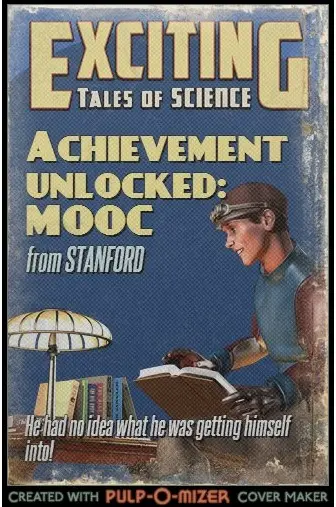 EXCITING
TALES OF SCIENCE
ACHIEVEMENT
UNLOCKED:
MOOC
from STANFORD
He had no idea what he was getting himself
into!
CREATED WITH PULP-O-MIZER COVER MAKER